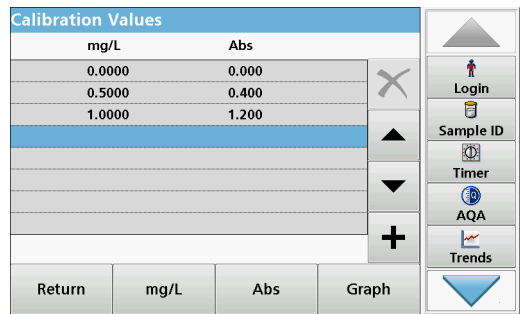 Calibration Values
mg/L Abs
0.0000 0.000
0.5000 0.400
1.0000 1.200
Return mg/L Abs Graph
Login
Sample ID
Timer
AQA
Trends